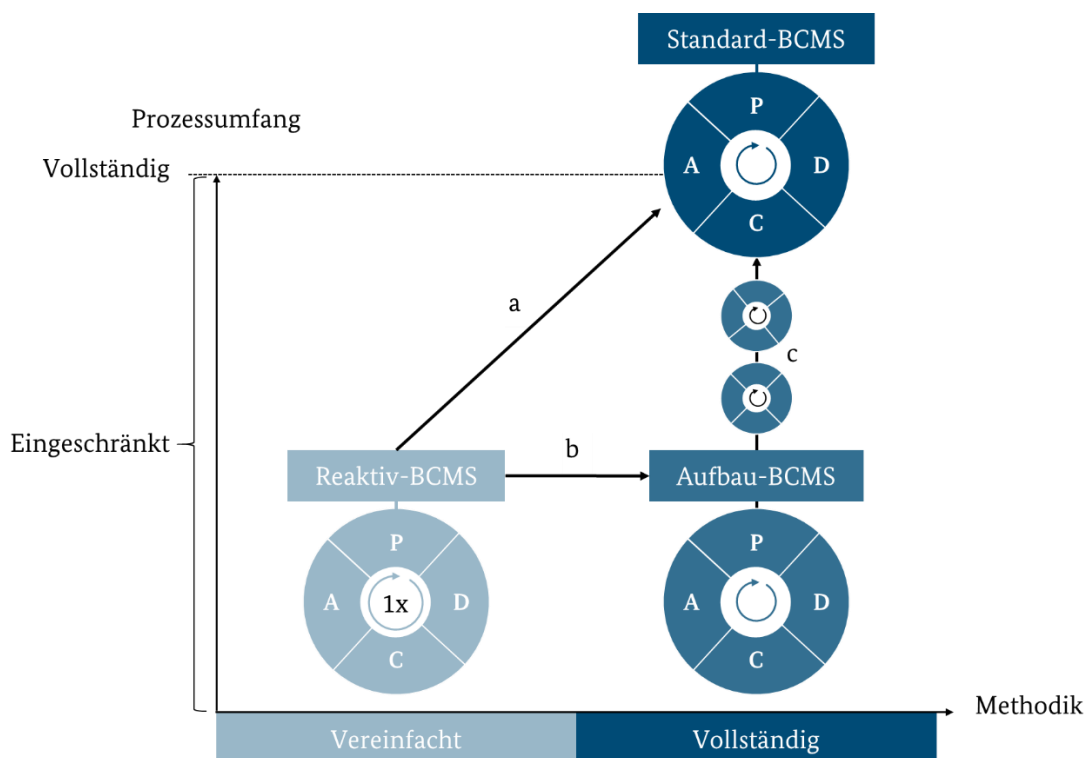 Standard-BCMS
P
A
D
C
Prozessumfang
Vollständig
a
c
Eingeschränkt
b
Reaktiv-BCMS
Aufbau-BCMS
P
A
1x
D
C
P
A
D
C
Methodik
Vereinfacht
Vollständig